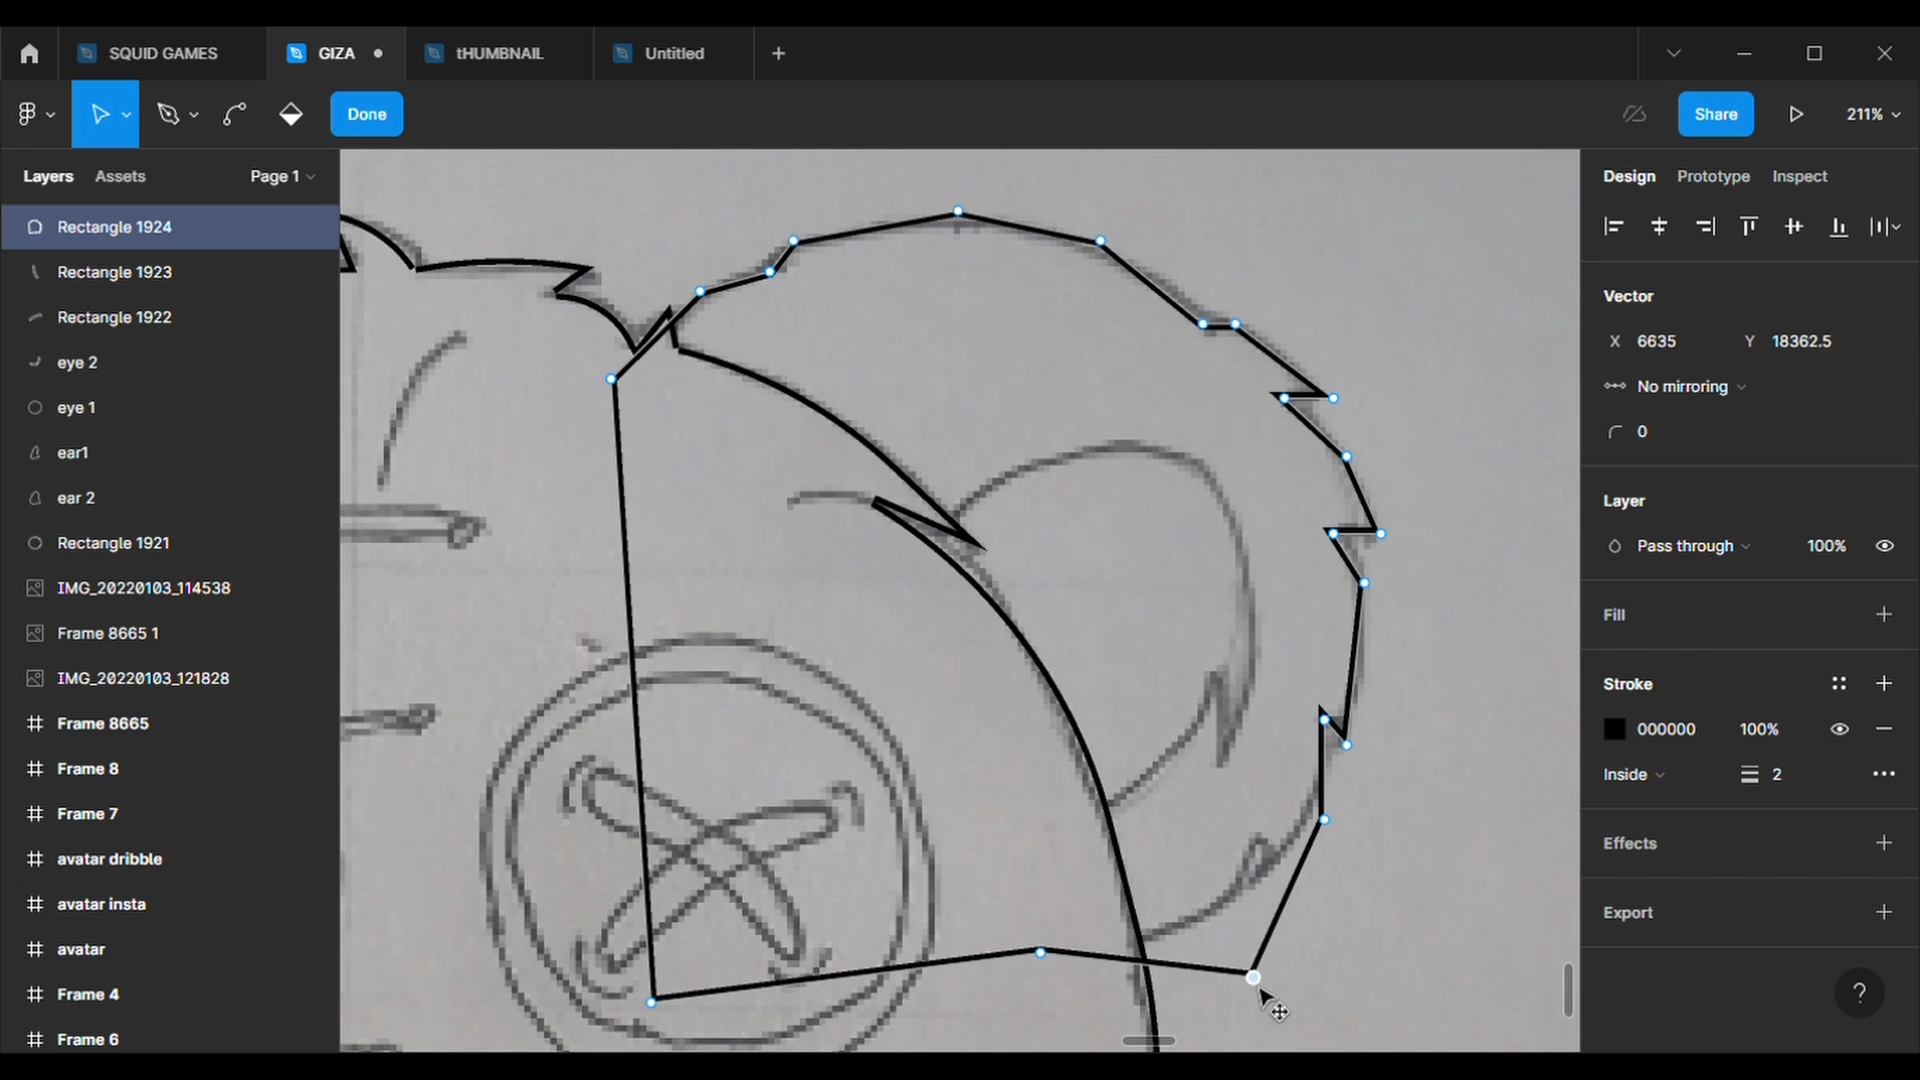 SQUID GAMES
GIZA
tHUMBNAIL
Untitled
Done
Share
211%
Layers
Assets
Page 1
Design
Prototype
Inspect
Rectangle 1924
Rectangle 1923
Rectangle 1922
eye 2
eye 1
ear1
ear 2
Rectangle 1921
IMG_20220103_114538
Frame 8665 1
IMG_20220103_121828
Frame 8665
Frame 8
Frame 7
avatar dribble
avatar insta
avatar
Frame 4
Frame 6
Vector
X 6635 Y 18362.5
No mirroring
0
Layer
Pass through 100%
Fill
Stroke
000000 100%
Inside 2
Effects
Export
?